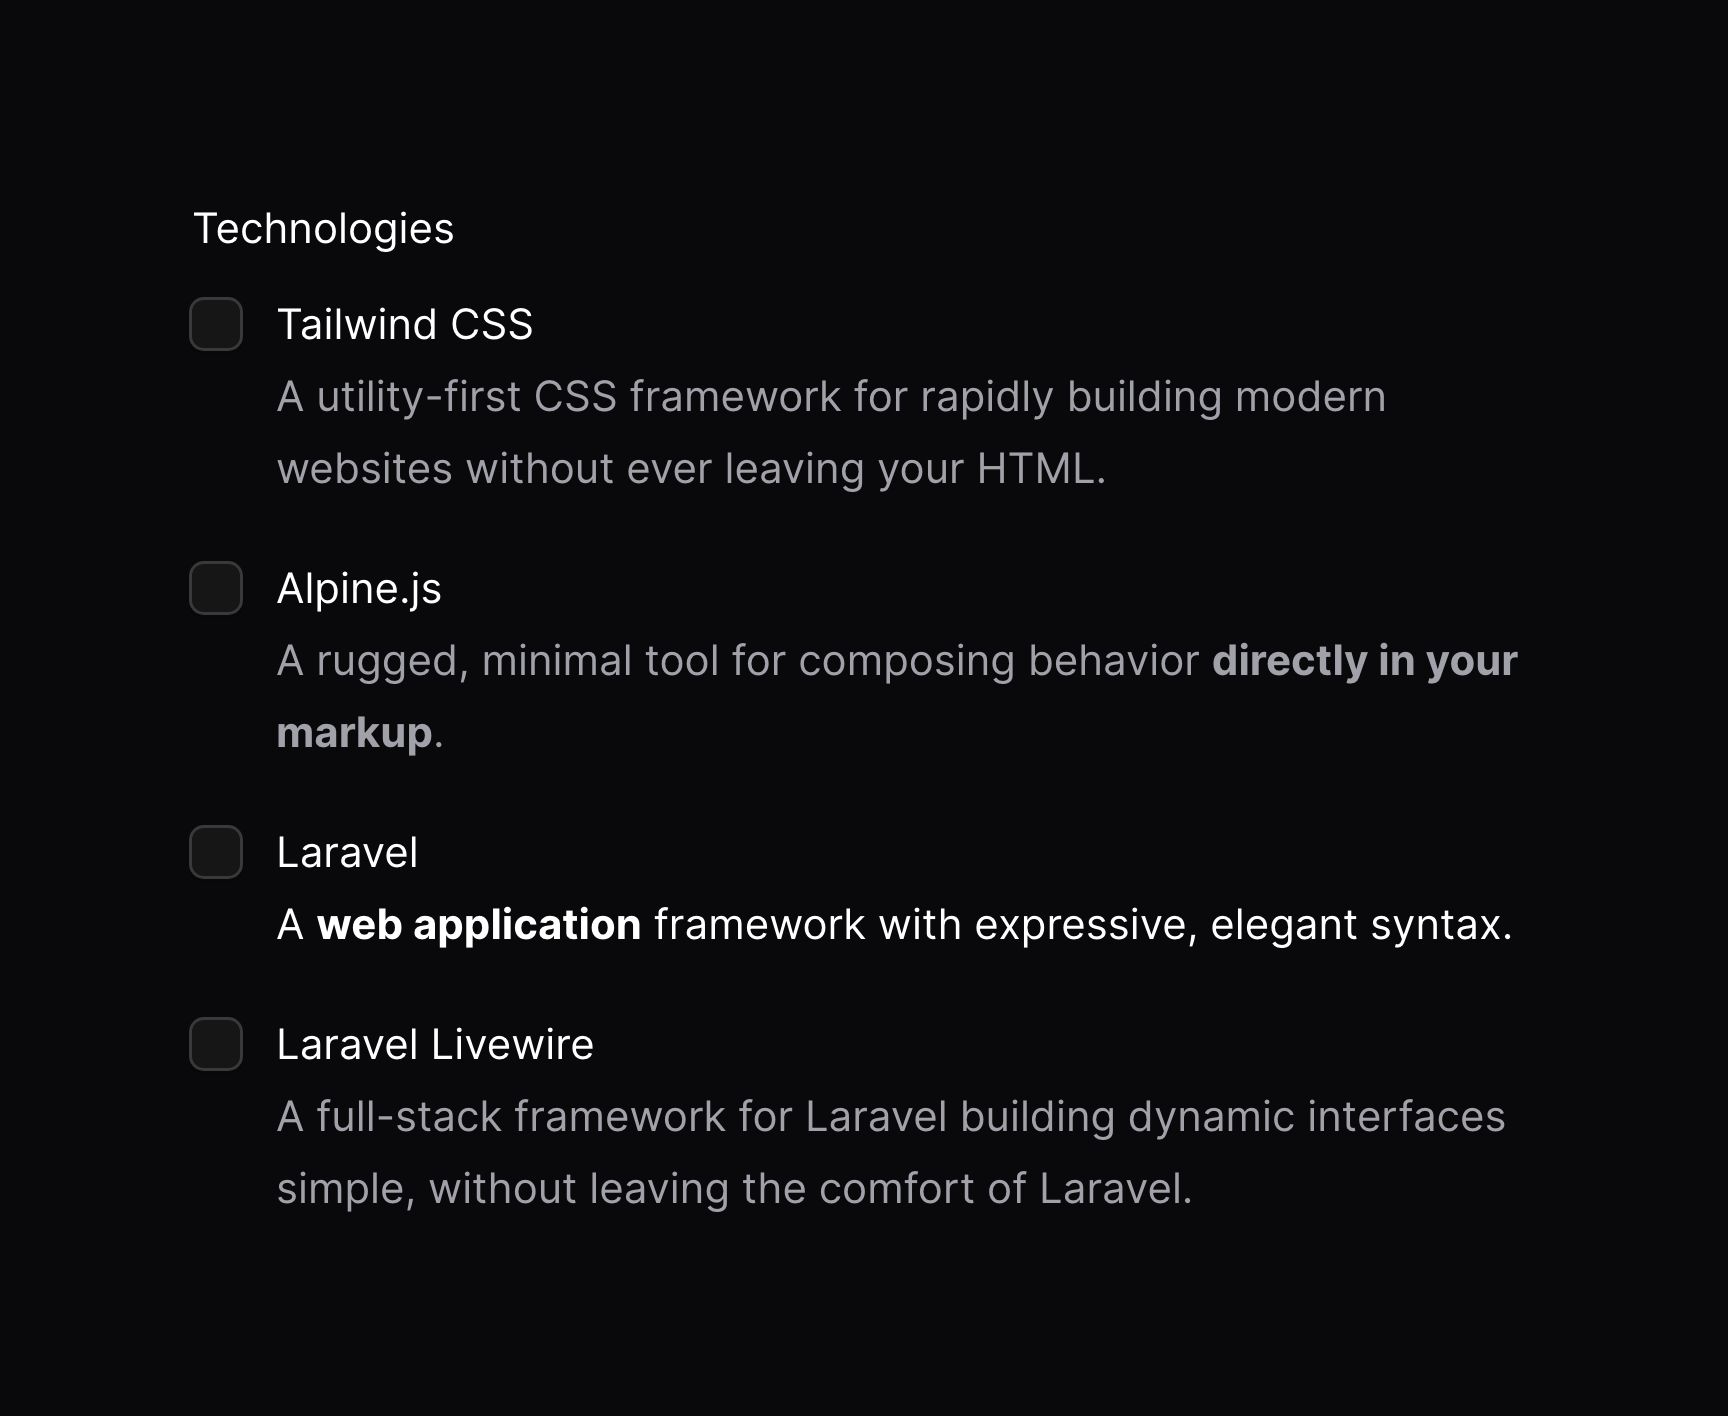 Technologies
Tailwind CSS
A utility-first CSS framework for rapidly building modern
websites without ever leaving your HTML.
Alpine.js
A rugged, minimal tool for composing behavior directly in your
markup.
Laravel
A web application framework with expressive, elegant syntax.
Laravel Livewire
A full-stack framework for Laravel building dynamic interfaces
simple, without leaving the comfort of Laravel.